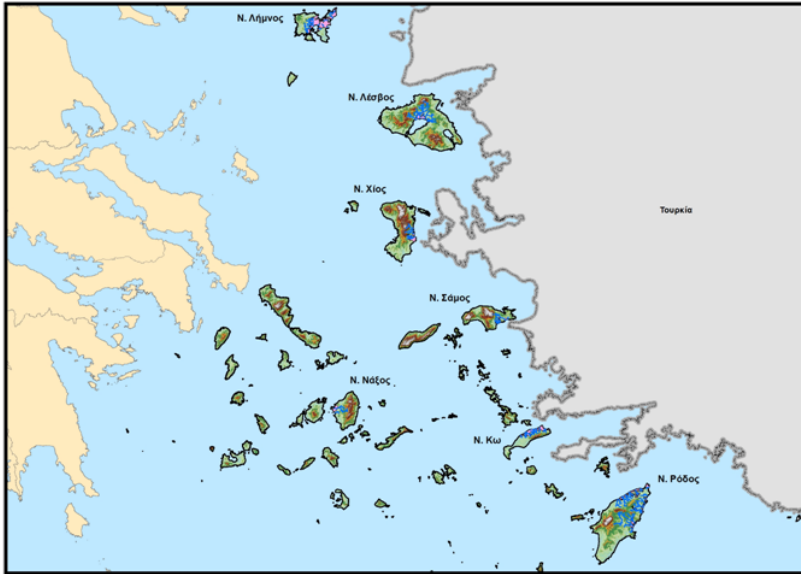 Ν. Λήμνος
Ν. Λέσβος
Ν. Χίος
Τουρκία
Ν. Σάμος
Ν. Νάξος
Ν. Κω
Ν. Ρόδος